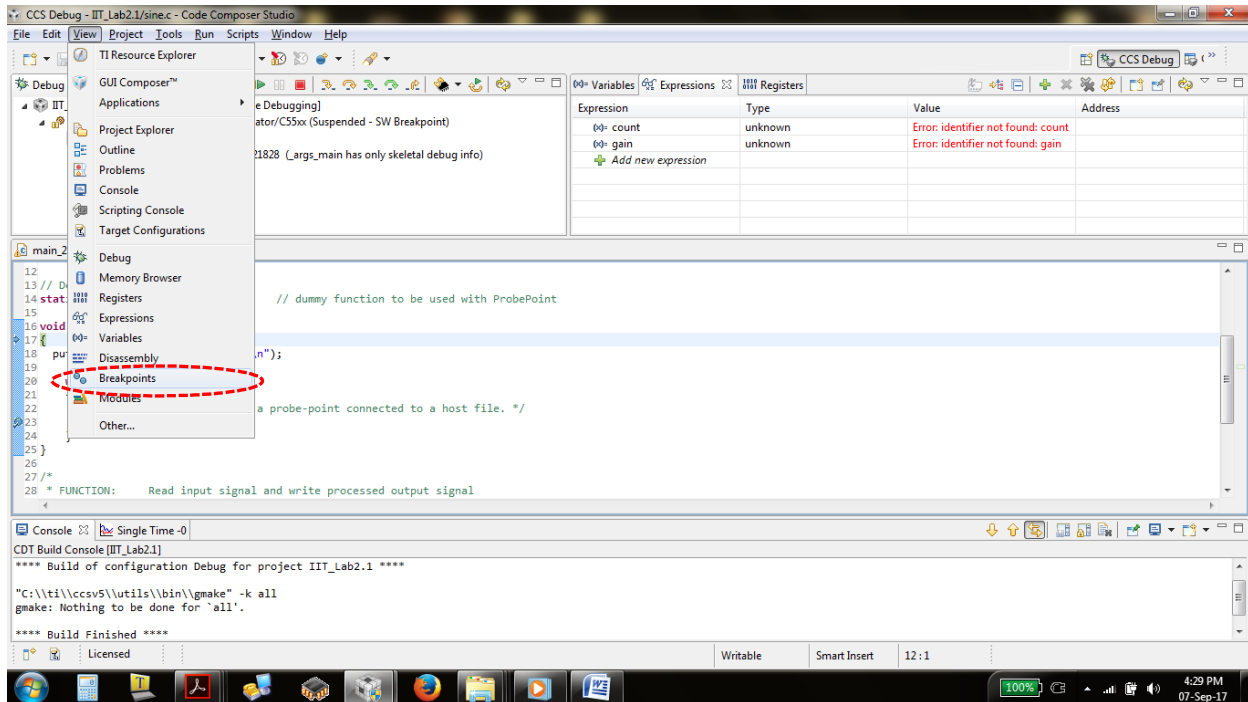 CCS Debug - IIT_Lab2.1/sine.c - Code Composer Studio
File Edit View Project Tools Run Scripts Window Help
CCS Debug
TI Resource Explorer
GUI Composer™
Applications
Project Explorer
Outline
Problems
Console
Scripting Console
Target Configurations
Debug
Memory Browser
Registers
Expressions
Variables
Disassembly
Breakpoints
Modules
Other...
Debug
IIT_
e Debugging]
ator/C55xx (Suspended - SW Breakpoint)
21828 (_args_main has only skeletal debug info)
Variables Expressions Registers
Expression Type Value Address
count unknown Error: identifier not found: count
gain unknown Error: identifier not found: gain
Add new expression
main_2
12
13 // D
14 stat // dummy function to be used with ProbePoint
15
16 void
17 {
18 pu \n");
19
20
21
22 a probe-point connected to a host file. */
23
24 }
25 }
26
27 /*
28 * FUNCTION: Read input signal and write processed output signal
Console Single Time -0
CDT Build Console [IIT_Lab2.1]
**** Build of configuration Debug for project IIT_Lab2.1 ****
"C:\\ti\\ccsv5\\utils\\bin\\gmake" -k all
gmake: Nothing to be done for `all'.
**** Build Finished ****
Licensed Writable Smart Insert 12 : 1
100% 4:29 PM
07-Sep-17